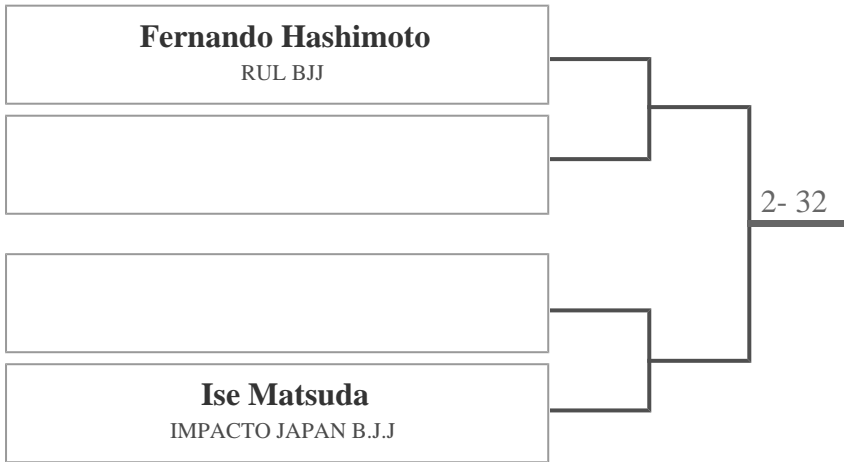 Fernando Hashimoto
RUL BJJ
2- 32
Ise Matsuda
IMPACTO JAPAN B.J.J